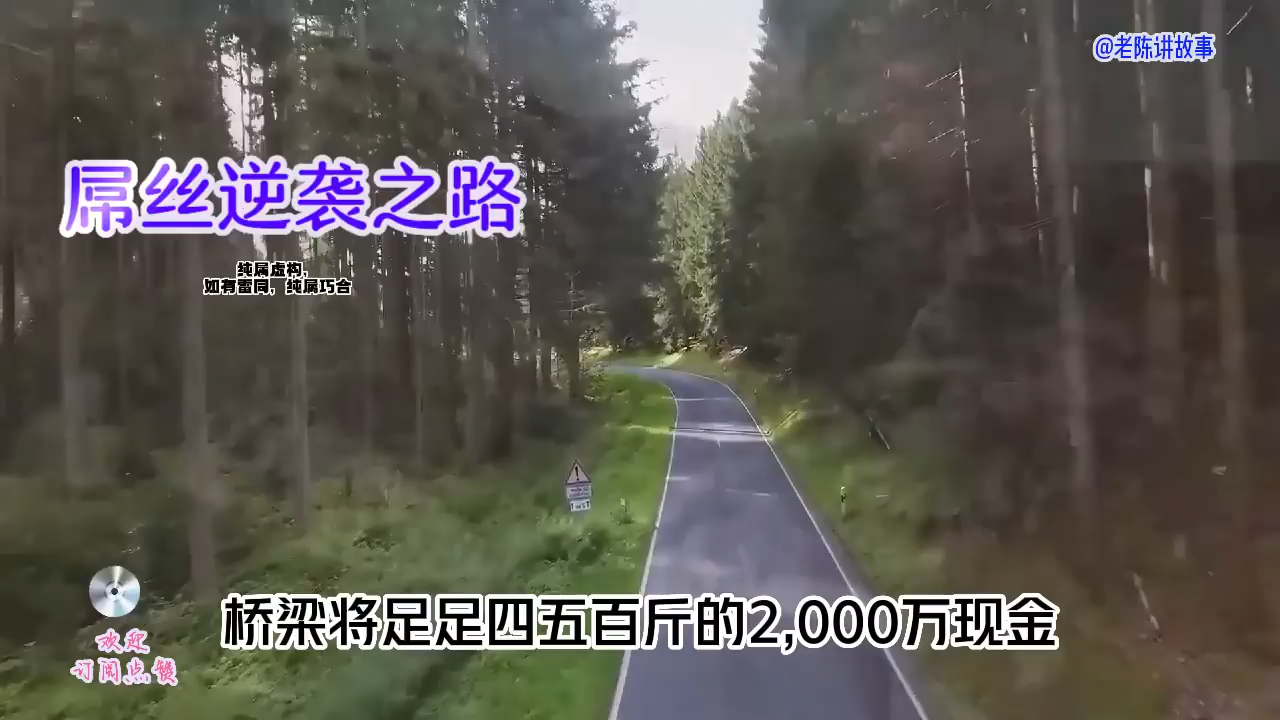 @老陈讲故事
屌丝逆袭之路
纯属虚构,
如有雷同，纯属巧合
桥梁将足足四五百斤的2,000万现金
欢迎
订阅点赞